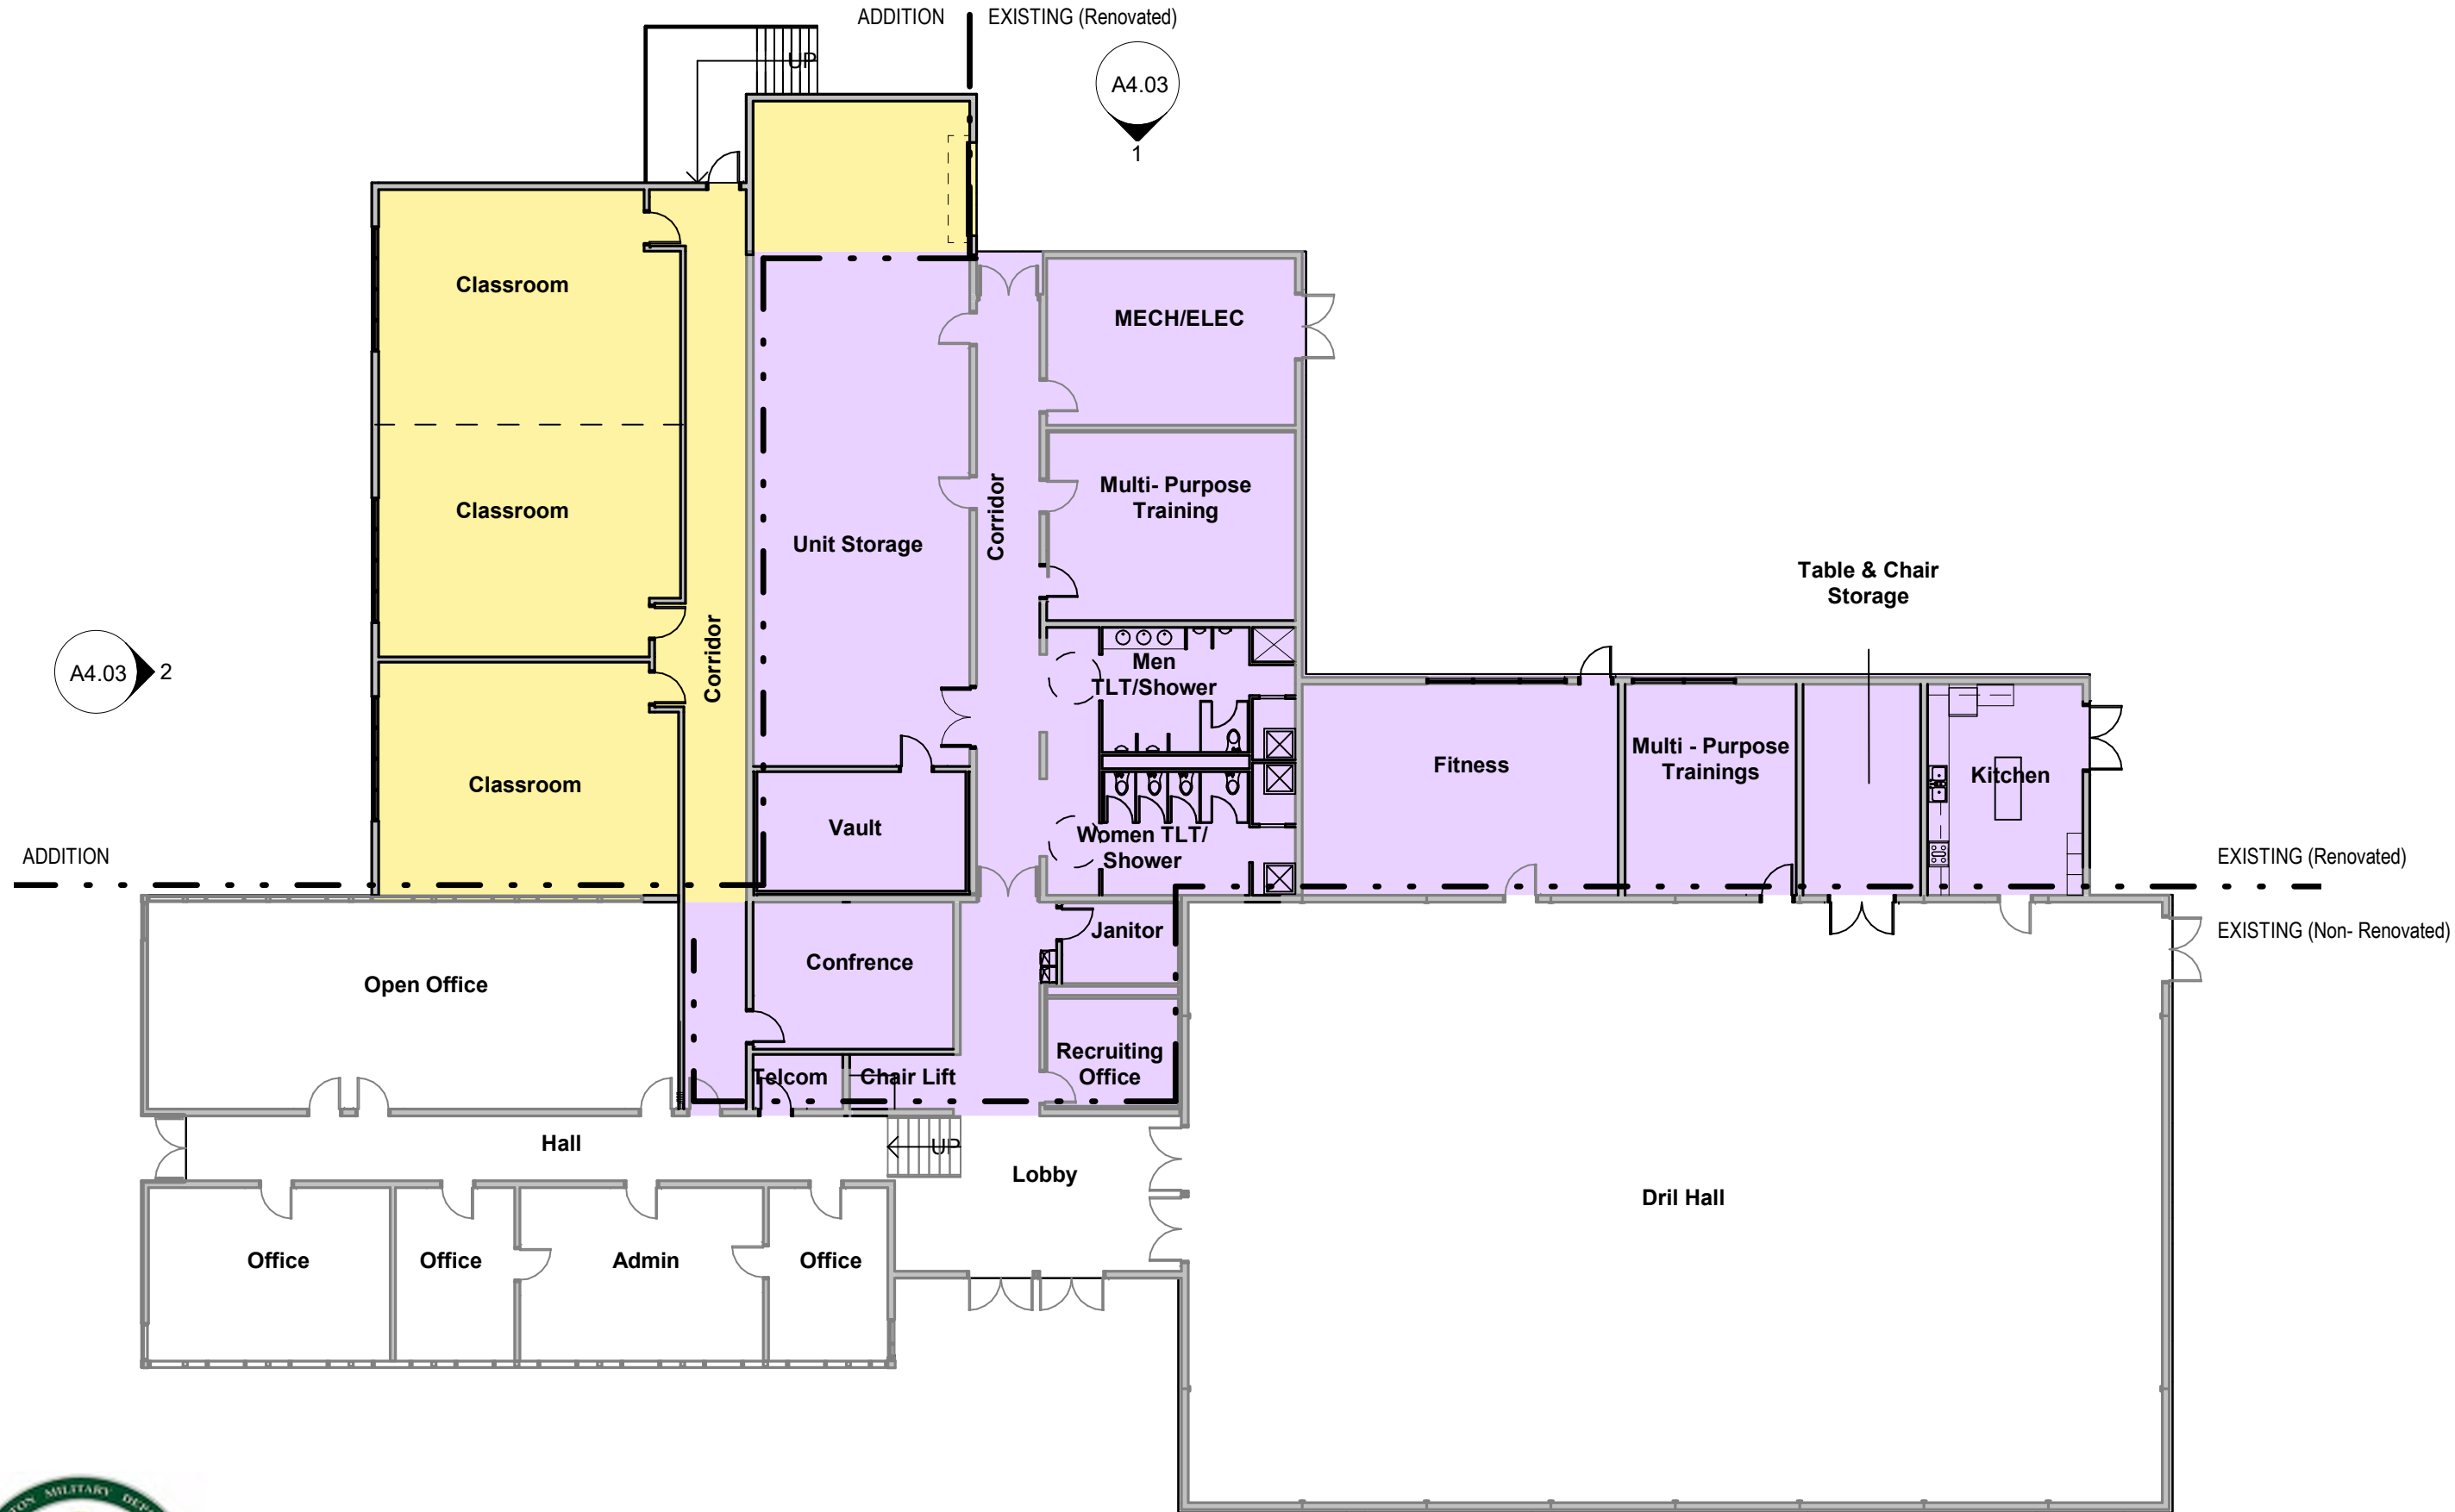 ADDITION
EXISTING (Renovated)
UP
A4.03
1
Classroom
MECH/ELEC
Classroom
Multi- Purpose
Training
Unit Storage
Corridor
Table & Chair
Storage
Corridor
A4.03
2
Men
TLT/Shower
Classroom
Fitness
Multi - Purpose
Trainings
Kitchen
Vault
Women TLT/
Shower
ADDITION
EXISTING (Renovated)
Janitor
EXISTING (Non- Renovated)
Open Office
Confrence
Recruiting
Office
Telcom
Chair Lift
Hall
UP
Lobby
Dril Hall
Office
Office
Admin
Office
MILITARY